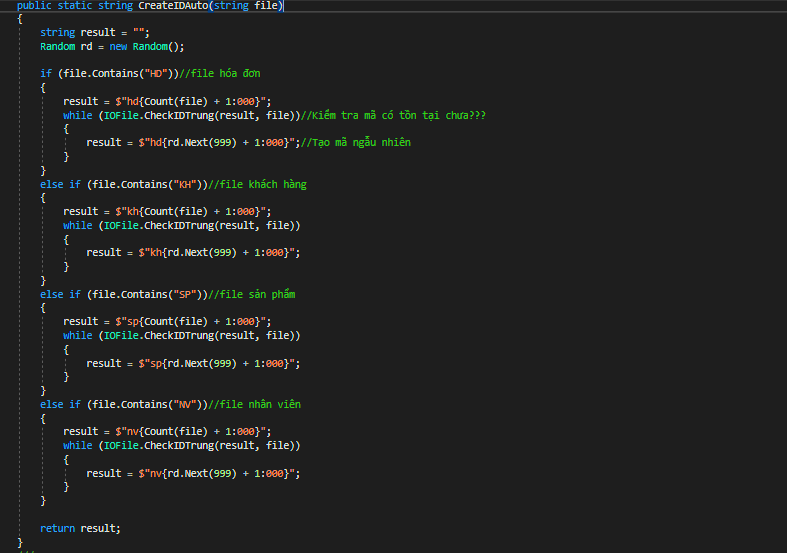 public static string CreateIDAuto(string file)
{
string result = "";
Random rd = new Random();
if (file.Contains("HD"))//file hóa đơn
{
result = $"hd{Count(file) + 1:000}";
while (IOFile.CheckIDTrung(result, file))//Kiểm tra mã có tồn tại chưa???
{
result = $"hd{rd.Next(999) + 1:000}";//Tạo mã ngẫu nhiên
}
}
else if (file.Contains("KH"))//file khách hàng
{
result = $"kh{Count(file) + 1:000}";
while (IOFile.CheckIDTrung(result, file))
{
result = $"kh{rd.Next(999) + 1:000}";
}
}
else if (file.Contains("SP"))//file sản phẩm
{
result = $"sp{Count(file) + 1:000}";
while (IOFile.CheckIDTrung(result, file))
{
result = $"sp{rd.Next(999) + 1:000}";
}
}
else if (file.Contains("NV"))//file nhân viên
{
result = $"nv{Count(file) + 1:000}";
while (IOFile.CheckIDTrung(result, file))
{
result = $"nv{rd.Next(999) + 1:000}";
}
}
return result;
}